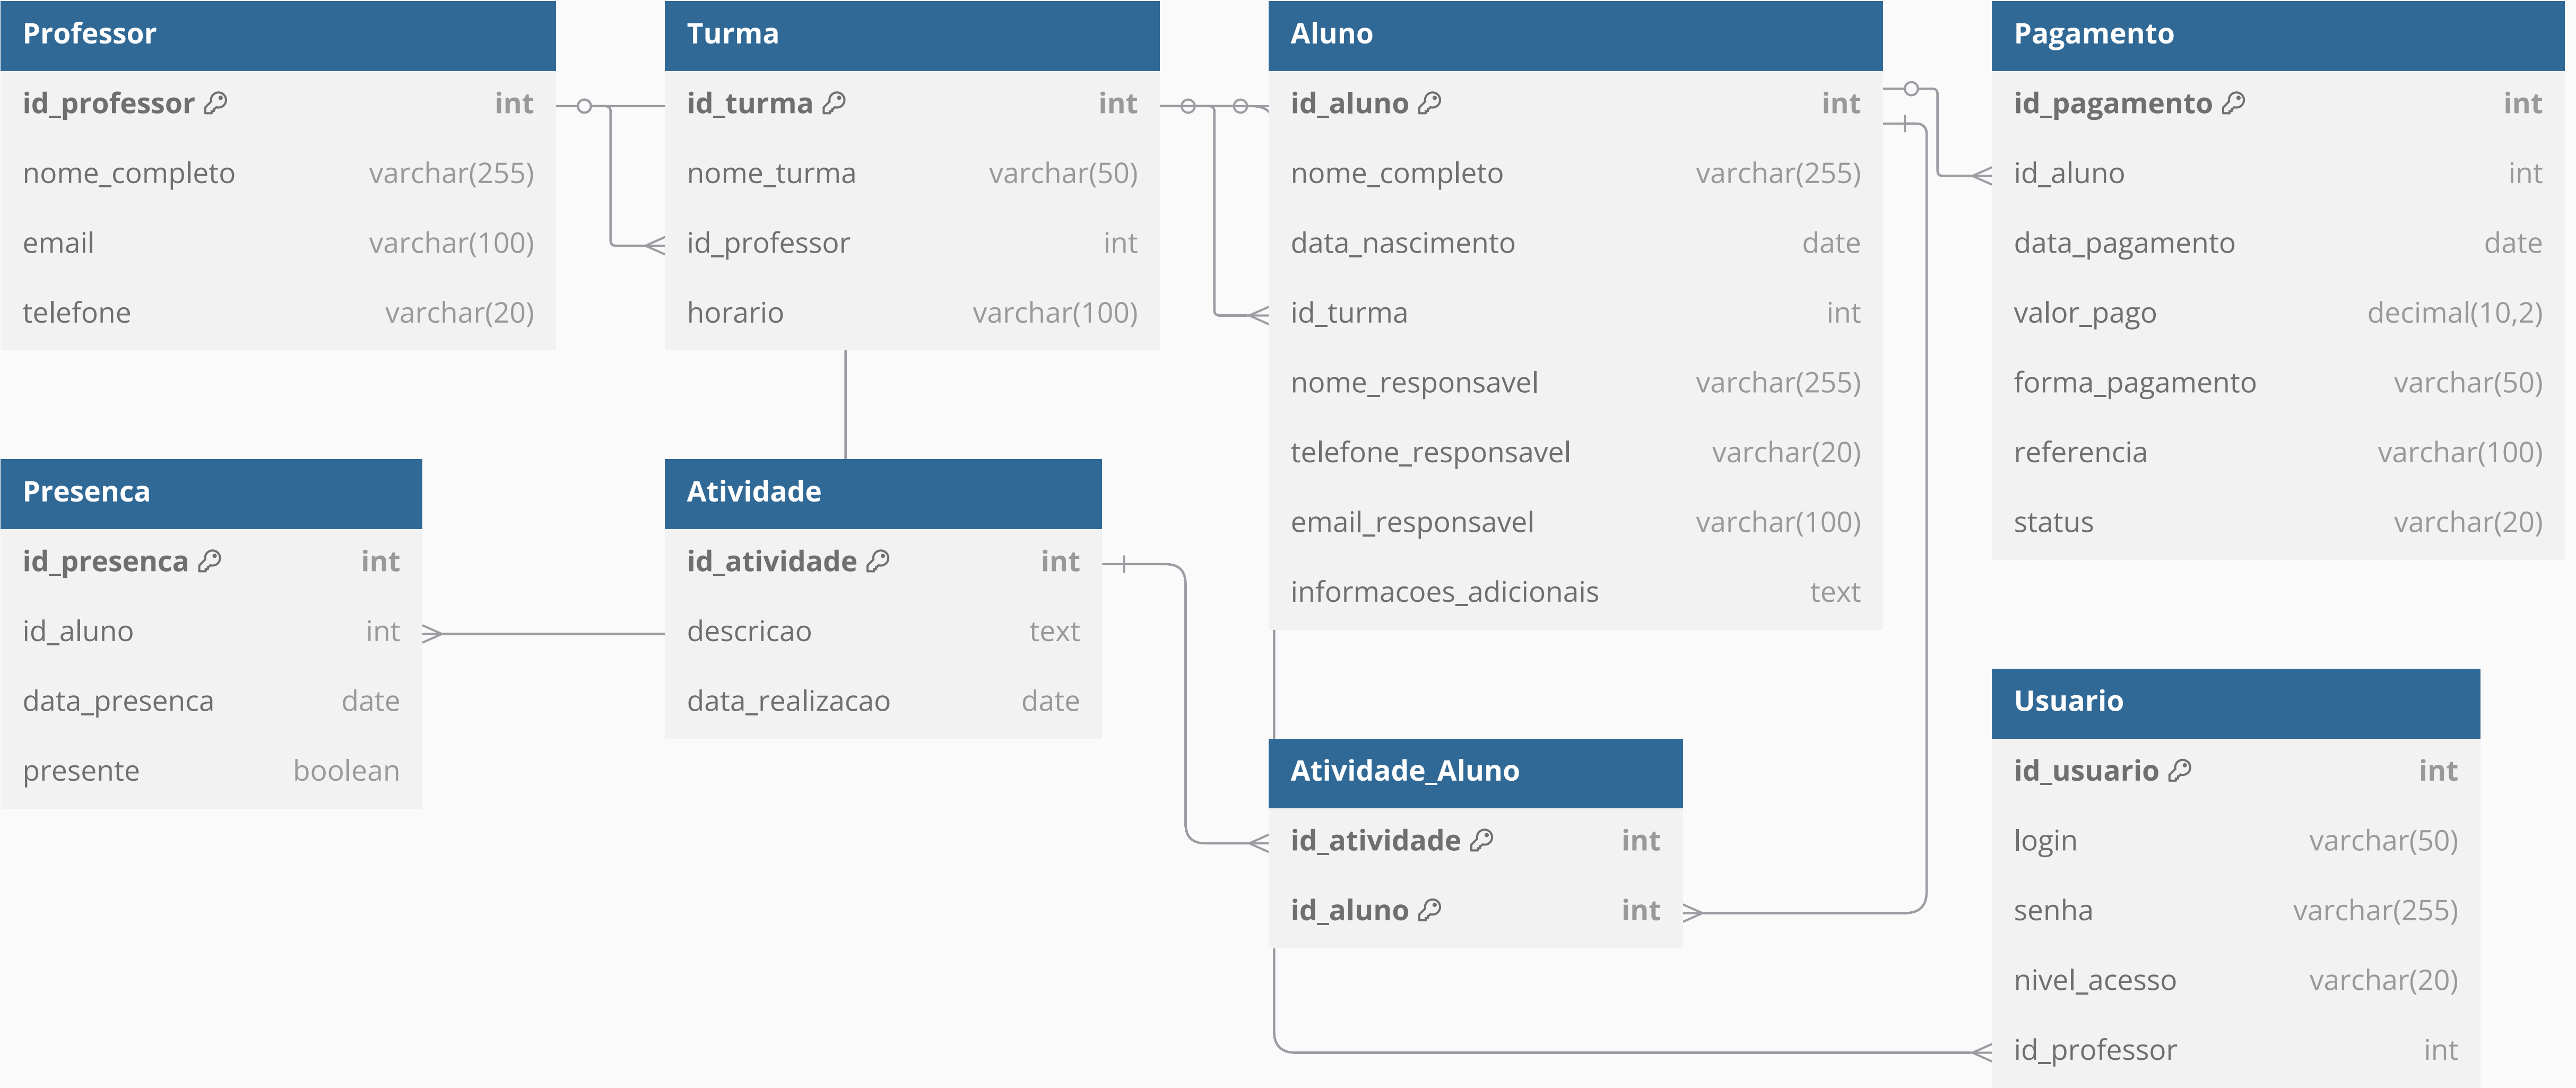 Professor
id_professor int
nome_completo varchar(255)
email varchar(100)
telefone varchar(20)
Turma
id_turma int
nome_turma varchar(50)
id_professor int
horario varchar(100)
Aluno
id_aluno int
nome_completo varchar(255)
data_nascimento date
id_turma int
nome_responsavel varchar(255)
telefone_responsavel varchar(20)
email_responsavel varchar(100)
informacoes_adicionais text
Pagamento
id_pagamento int
id_aluno int
data_pagamento date
valor_pago decimal(10,2)
forma_pagamento varchar(50)
referencia varchar(100)
status varchar(20)
Presenca
id_presenca int
id_aluno int
data_presenca date
presente boolean
Atividade
id_atividade int
descricao text
data_realizacao date
Atividade_Aluno
id_atividade int
id_aluno int
Usuario
id_usuario int
login varchar(50)
senha varchar(255)
nivel_acesso varchar(20)
id_professor int